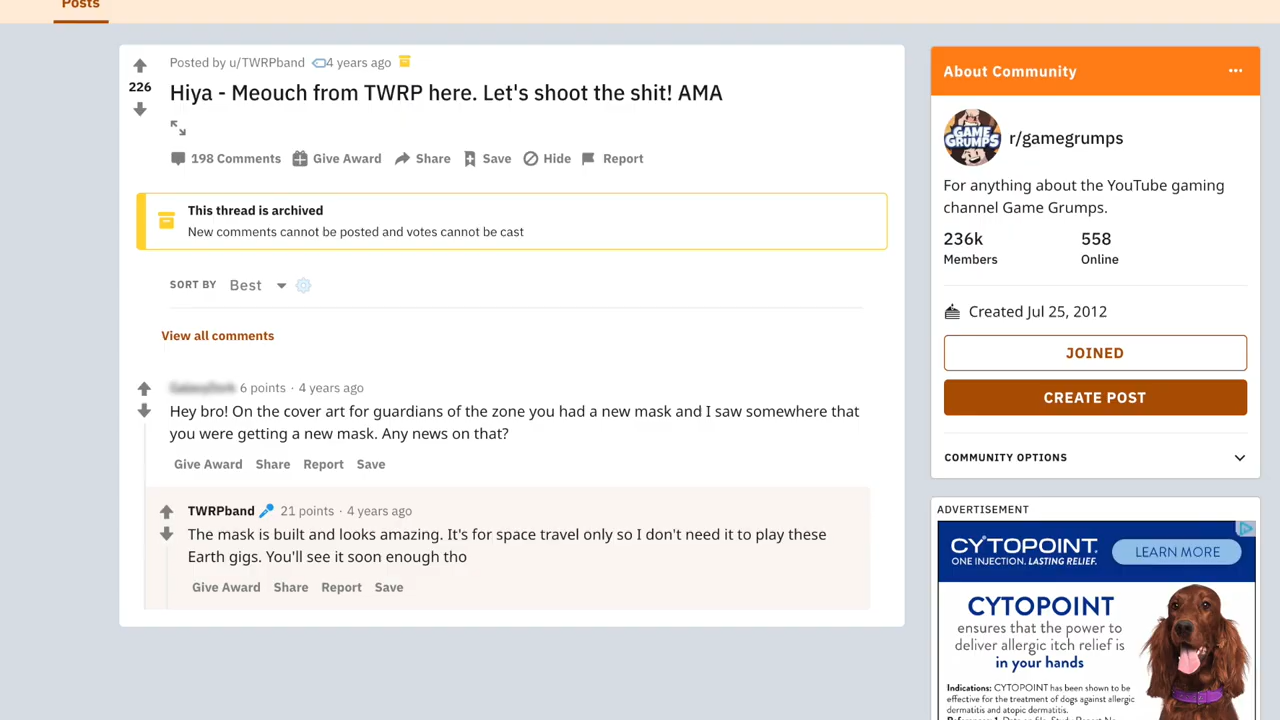 Posts
Posted by u/TWRPband 4 years ago
226
Hiya - Meouch from TWRP here. Let's shoot the shit! AMA
198 Comments Give Award Share Save Hide Report
This thread is archived
New comments cannot be posted and votes cannot be cast
SORT BY Best
View all comments
6 points · 4 years ago
Hey bro! On the cover art for guardians of the zone you had a new mask and I saw somewhere that
you were getting a new mask. Any news on that?
Give Award Share Report Save
TWRPband 21 points · 4 years ago
The mask is built and looks amazing. It's for space travel only so I don't need it to play these
Earth gigs. You'll see it soon enough tho
Give Award Share Report Save
About Community
GAME GRUMPS
r/gamegrumps
For anything about the YouTube gaming
channel Game Grumps.
236k 558
Members Online
Created Jul 25, 2012
JOINED
CREATE POST
COMMUNITY OPTIONS
ADVERTISEMENT
CYTOPOINT.
ONE INJECTION. LASTING RELIEF.
LEARN MORE
CYTOPOINT
ensures that the power to
deliver allergic itch relief is
in your hands
Indications: CYTOPOINT has been shown to be
effective for the treatment of dogs against allergic
dermatitis and atopic dermatitis.